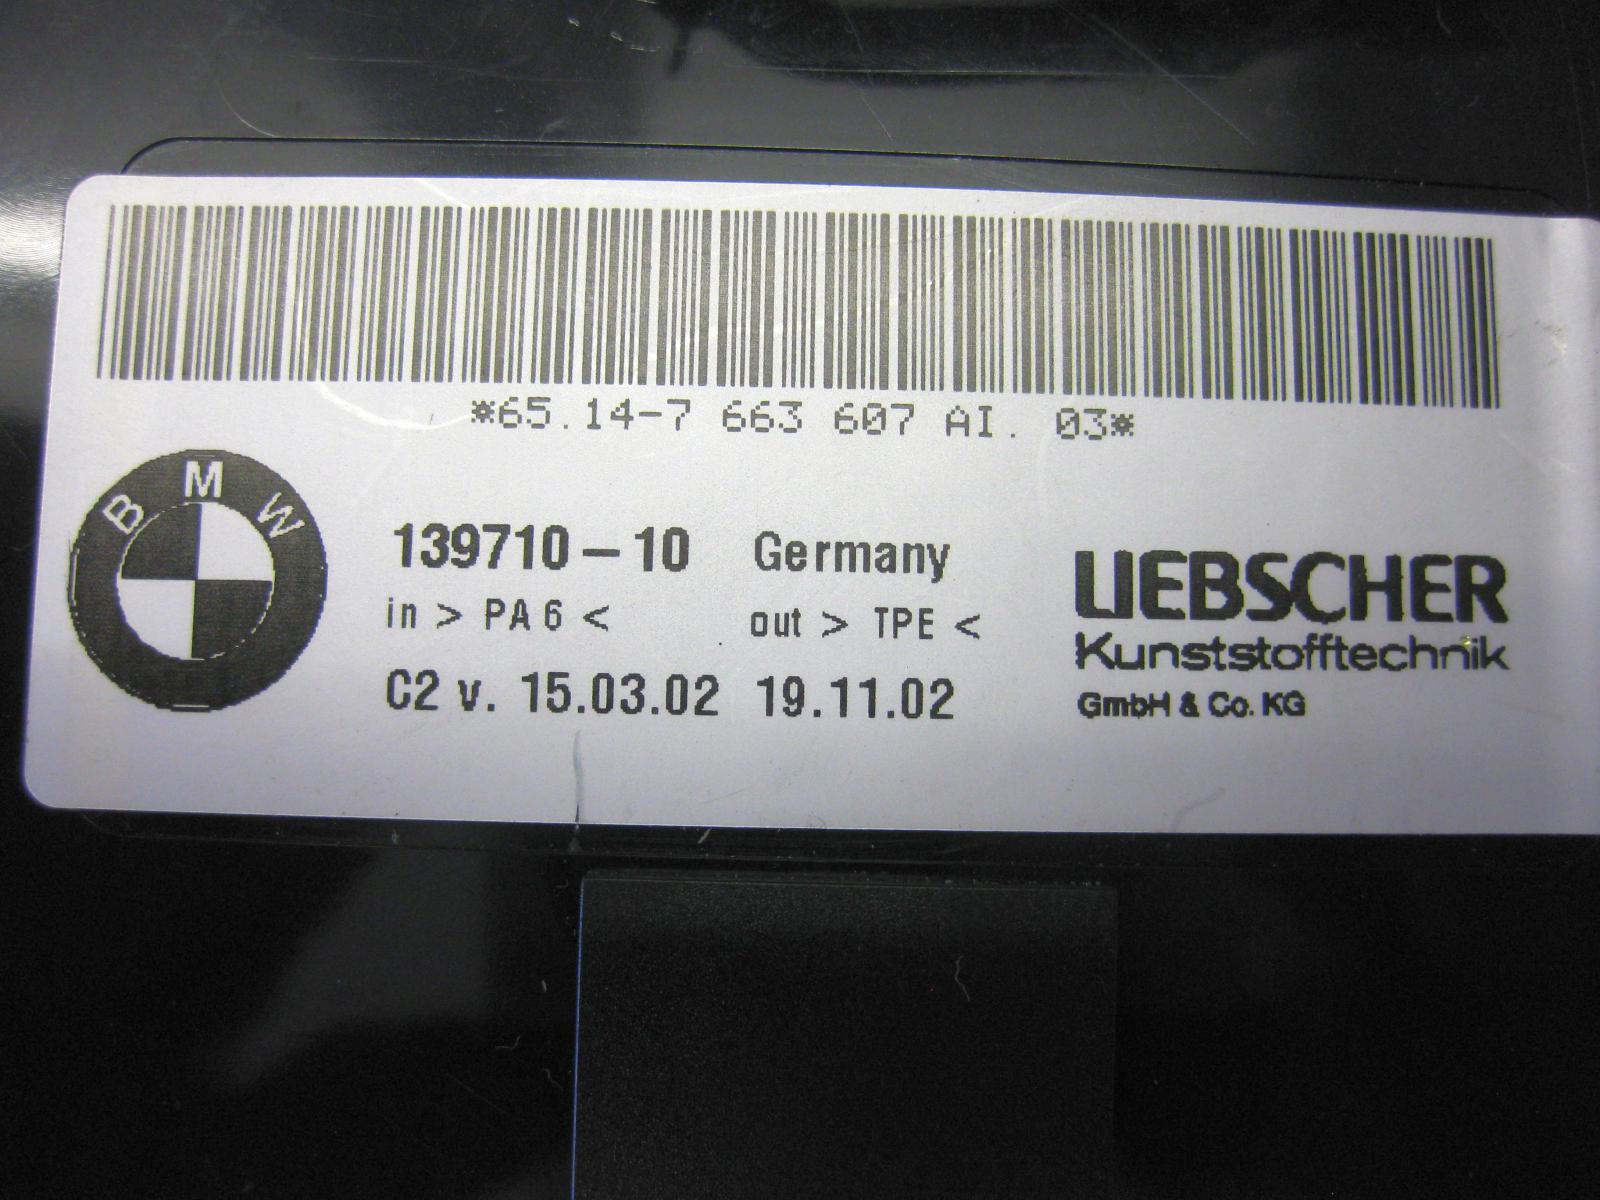 *65.14-7 663 607 AI. 03*
BMW
139710-10 Germany
in > PA 6 < out > TPE <
C2 v. 15.03.02 19.11.02
LIEBSCHER
Kunststofftechnik
GmbH & Co. KG